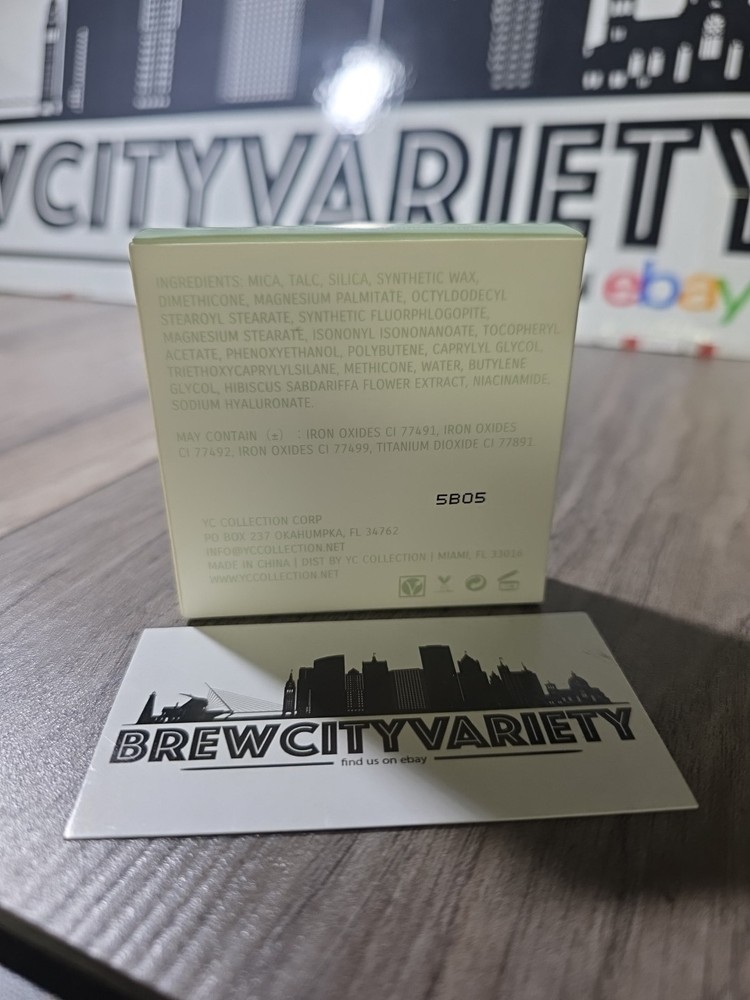 WCITYVARIETY
ebay
INGREDIENTS: MICA, TALC, SILICA, SYNTHETIC WAX,
DIMETHICONE, MAGNESIUM PALMITATE, OCTYLDODECYL
STEAROYL STEARATE, SYNTHETIC FLUORPHLOGOPITE,
MAGNESIUM STEARATE, ISONONYL ISONONANOATE, TOCOPHERYL
ACETATE, PHENOXYETHANOL, POLYBUTENE, CAPRYLYL GLYCOL,
TRIETHOXYCAPRYLYLSILANE, METHICONE, WATER, BUTYLENE
GLYCOL, HIBISCUS SABDARIFFA FLOWER EXTRACT, NIACINAMIDE,
SODIUM HYALURONATE.
MAY CONTAIN (±) : IRON OXIDES CI 77491, IRON OXIDES
CI 77492, IRON OXIDES CI 77499, TITANIUM DIOXIDE CI 77891.
5B05
YC COLLECTION CORP
PO BOX 237 OKAHUMPKA, FL 34762
INFO@YCCOLLECTION.NET
MADE IN CHINA | DIST BY YC COLLECTION | MIAMI, FL 33016
WWW.YCCOLLECTION.NET
BREWCITYVARIETY
find us on ebay